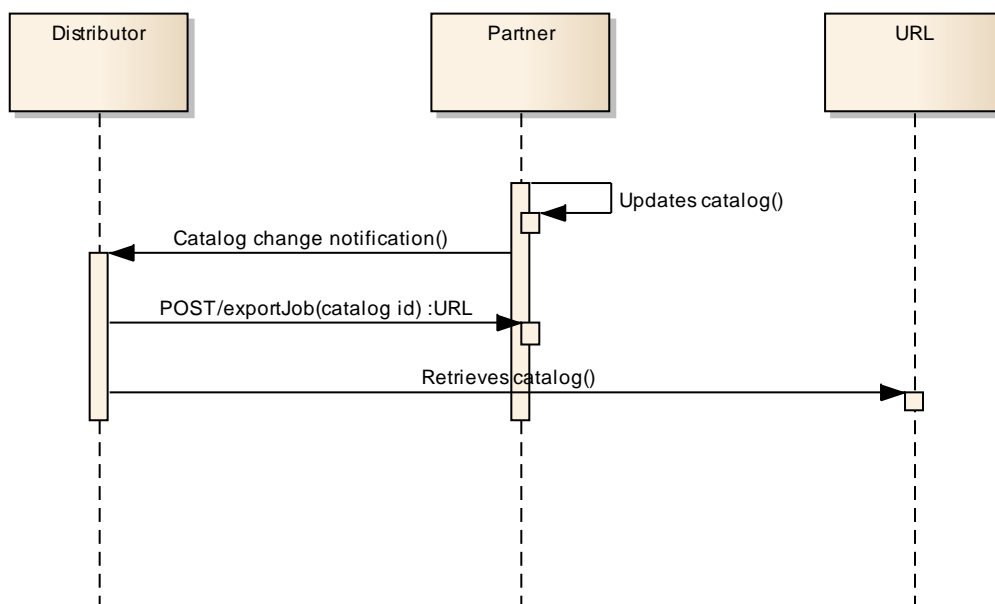 Distributor
Partner
URL
Updates catalog()
Catalog change notification()
POST/exportJob(catalog id) :URL
Retrieves catalog()